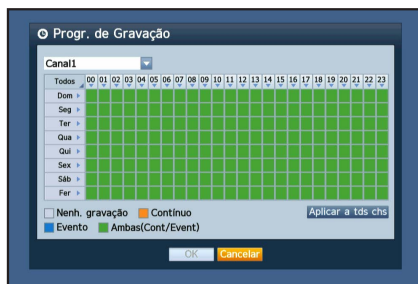 Progr. de Gravação
Canal1
Todos 00 01 02 03 04 05 06 07 08 09 10 11 12 13 14 15 16 17 18 19 20 21 22 23
Dom
Seg
Ter
Qua
Qui
Sex
Sáb
Fer
Nenh. gravação Contínuo Aplicar a tds chs
Evento Ambas(Cont/Event)
OK Cancelar